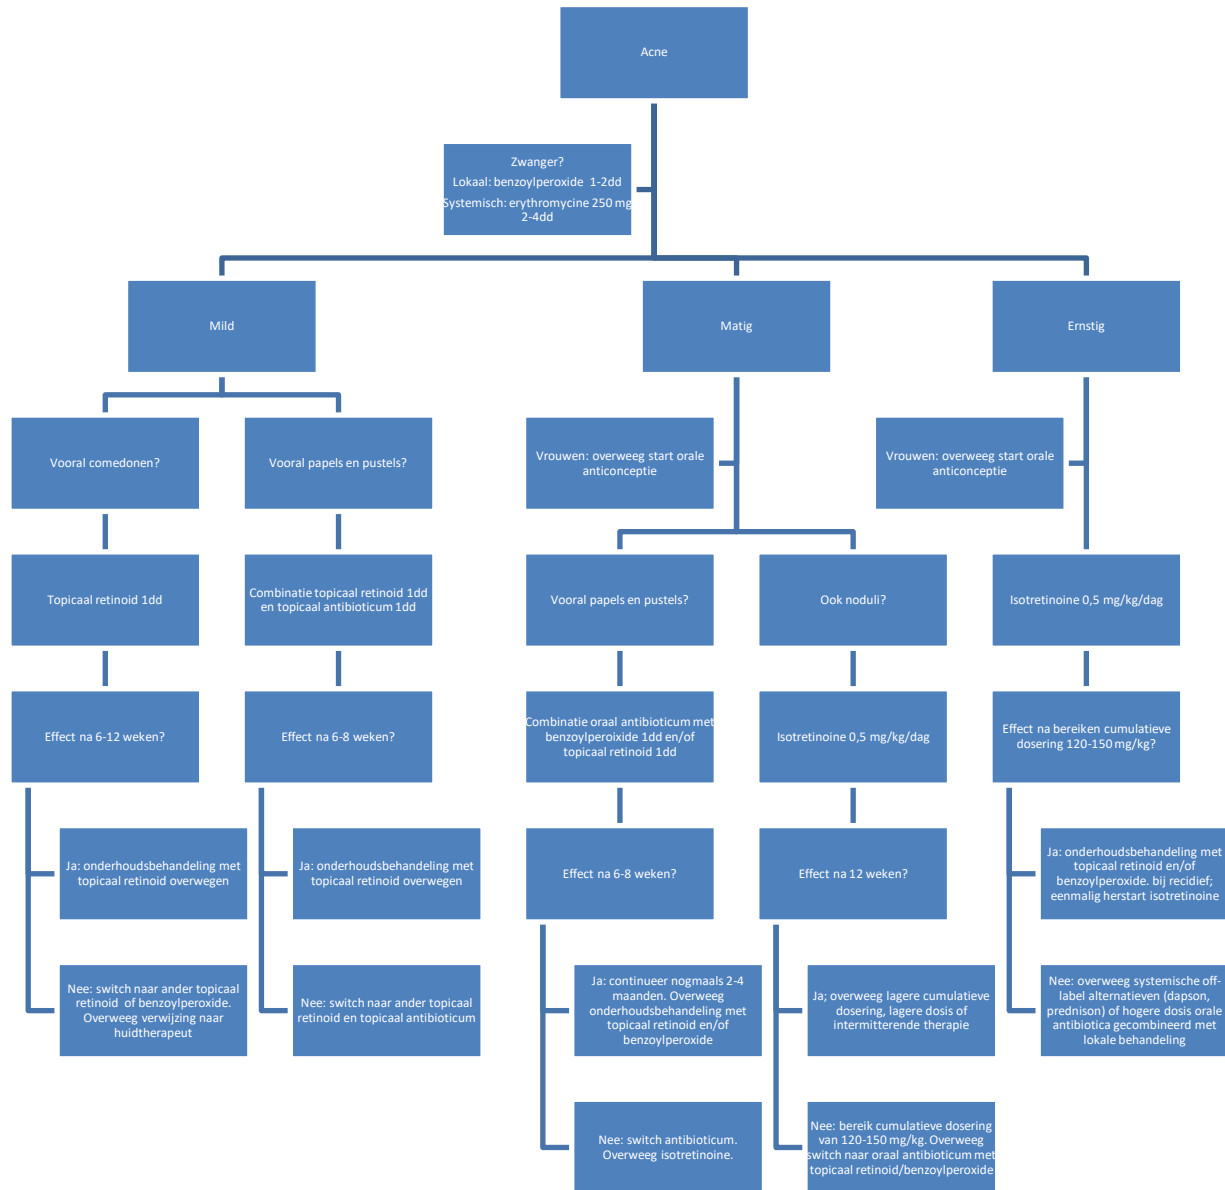 Acne
Zwanger?
Lokaal: benzoylperoxide 1-2dd
Systemisch: erythromycine 250 mg
2-4dd
Mild
Matig
Ernstig
Vooral comedonen?
Vooral papels en pustels?
Vrouwen: overweeg start orale
anticonceptie
Vrouwen: overweeg start orale
anticonceptie
Topicaal retinoid 1dd
Combinatie topicaal retinoid 1dd
en topicaal antibioticum 1dd
Vooral papels en pustels?
Ook noduli?
Isotretinoine 0,5 mg/kg/dag
Effect na 6-12 weken?
Effect na 6-8 weken?
Combinatie oraal antibioticum met
benzoylperoixide 1dd en/of
topicaal retinoid 1dd
Isotretinoine 0,5 mg/kg/dag
Effect na bereiken cumulatieve
dosering 120-150 mg/kg?
Ja: onderhoudsbehandeling met
topicaal retinoid overwegen
Ja: onderhoudsbehandeling met
topicaal retinoid overwegen
Effect na 6-8 weken?
Effect na 12 weken?
Ja: onderhoudsbehandeling met
topicaal retinoid en/of
benzoylperoxide. bij recidief;
eenmalig herstart isotretinoine
Nee: switch naar ander topicaal
retinoid of benzoylperoxide.
Overweeg verwijzing naar
huidtherapeut
Nee: switch naar ander topicaal
retinoid en topicaal antibioticum
Ja: continueer nogmaals 2-4
maanden. Overweeg
onderhoudsbehandeling met
topicaal retinoid en/of
benzoylperoxide
Ja; overweeg lagere cumulatieve
dosering, lagere dosis of
intermitterende therapie
Nee: overweeg systemische off-
label alternatieven (dapson,
prednison) of hogere dosis orale
antibiotica gecombineerd met
lokale behandeling
Nee: switch antibioticum.
Overweeg isotretinoine.
Nee: bereik cumulatieve dosering
van 120-150 mg/kg. Overweeg
switch naar oraal antibioticum met
topicaal retinoid/benzoylperoxide